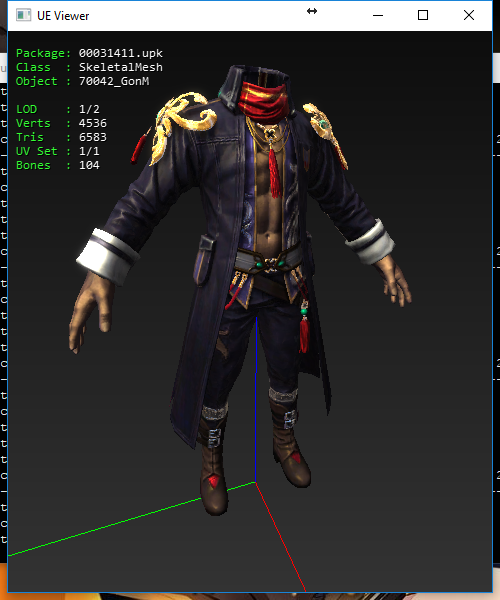 UE Viewer
Package: 00031411.upk
Class : SkeletalMesh
Object : 70042_GonM
LOD : 1/2
Verts : 4536
Tris : 6583
UV Set : 1/1
Bones : 104